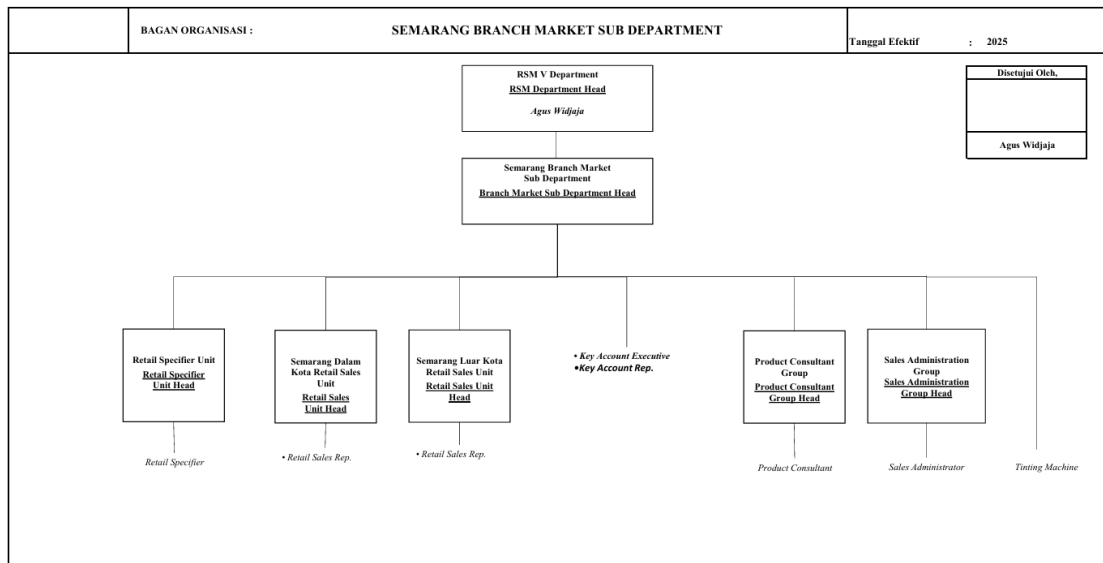 BAGAN ORGANISASI :
SEMARANG BRANCH MARKET SUB DEPARTMENT
Tanggal Efektif : 2025
RSM V Department
RSM Department Head
Agus Widjaja
Disetujui Oleh,
Agus Widjaja
Semarang Branch Market
Sub Department
Branch Market Sub Department Head
Retail Specifier Unit
Retail Specifier
Unit Head
Retail Specifier
Semarang Dalam
Kota Retail Sales
Unit
Retail Sales
Unit Head
• Retail Sales Rep.
Semarang Luar Kota
Retail Sales Unit
Retail Sales Unit
Head
• Retail Sales Rep.
• Key Account Executive
•Key Account Rep.
Product Consultant
Group
Product Consultant
Group Head
Product Consultant
Sales Administration
Group
Sales Administration
Group Head
Sales Administrator
Tinting Machine